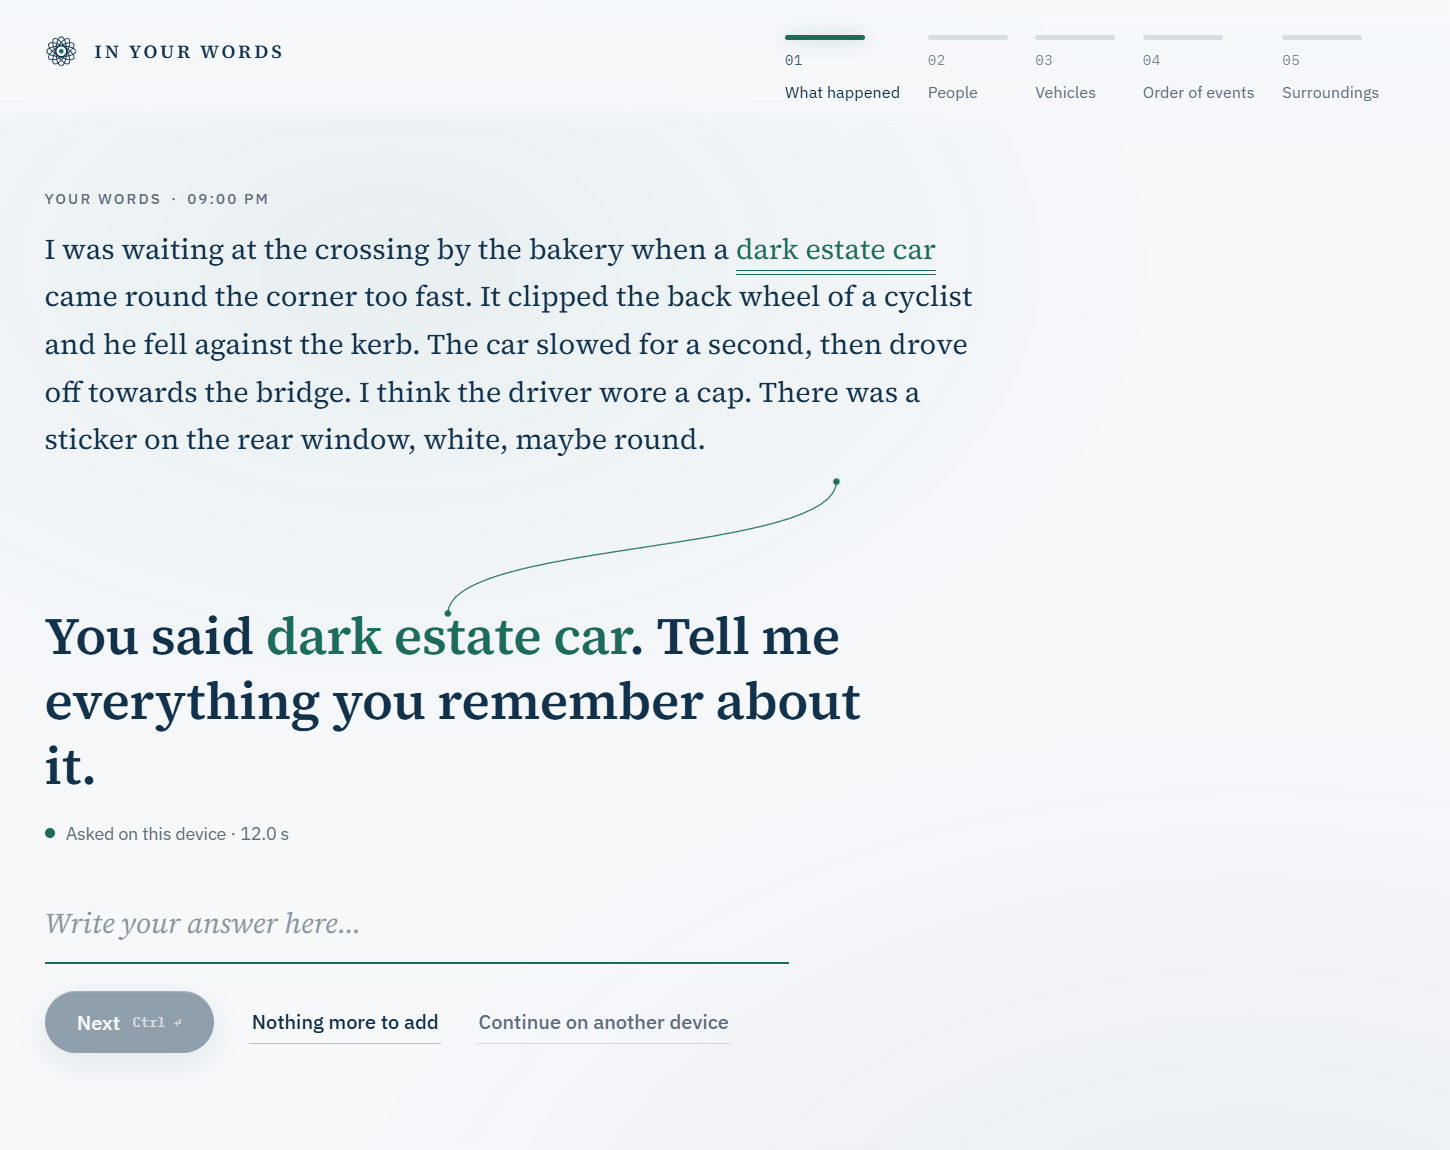 IN YOUR WORDS
01
What happened
02
People
03
Vehicles
04
Order of events
05
Surroundings
YOUR WORDS · 09:00 PM
I was waiting at the crossing by the bakery when a dark estate car
came round the corner too fast. It clipped the back wheel of a cyclist
and he fell against the kerb. The car slowed for a second, then drove
off towards the bridge. I think the driver wore a cap. There was a
sticker on the rear window, white, maybe round.
You said dark estate car. Tell me
everything you remember about
it.
Asked on this device · 12.0 s
Write your answer here...
Next Ctrl ↵
Nothing more to add
Continue on another device